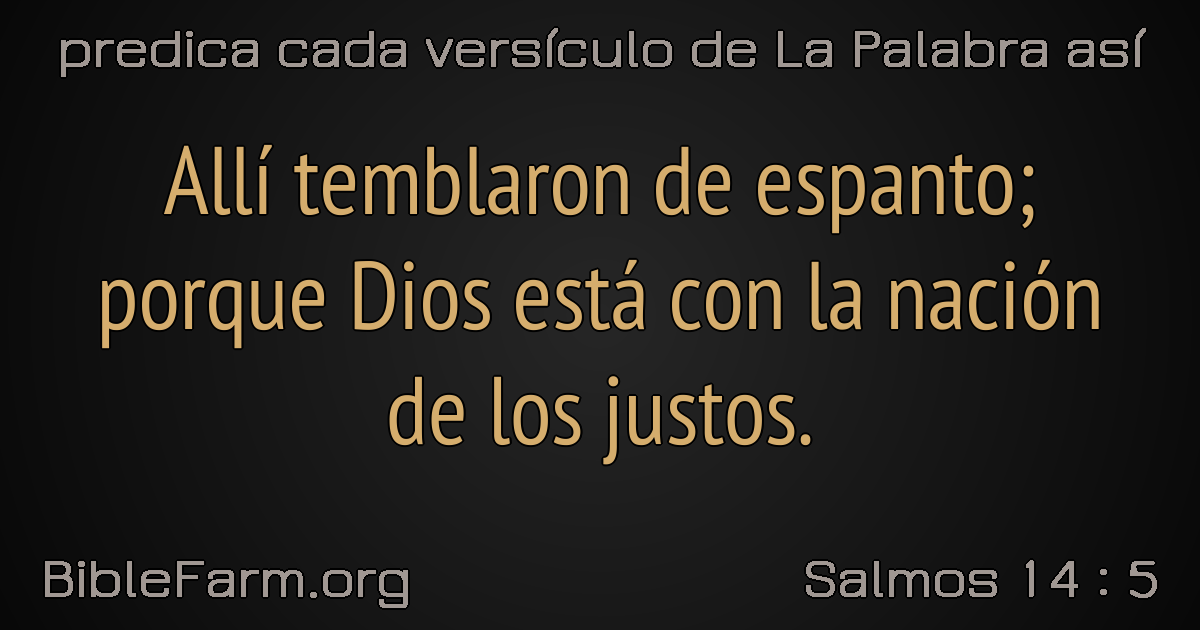 predica cada versículo de La Palabra así
Allí temblaron de espanto;
porque Dios está con la nación
de los justos.
BibleFarm.org
Salmos 14 : 5